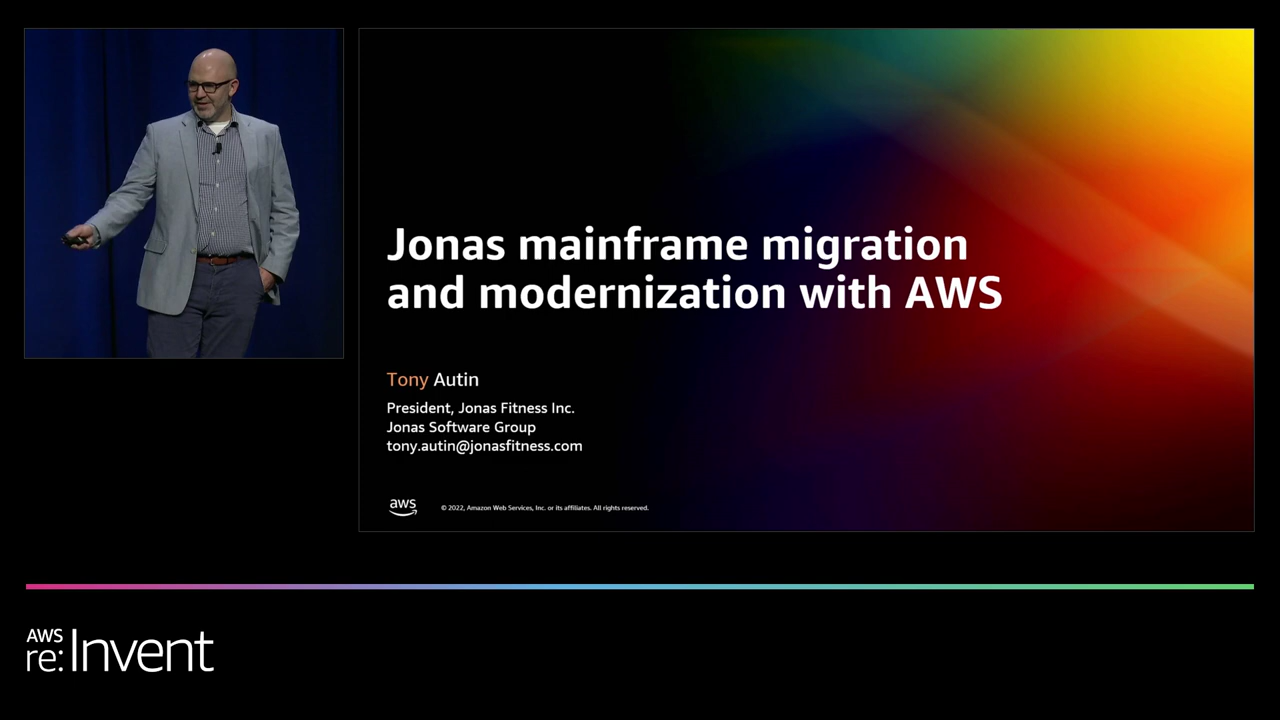 Jonas mainframe migration
and modernization with AWS
Tony Autin
President, Jonas Fitness Inc.
Jonas Software Group
tony.autin@jonasfitness.com
aws
© 2022, Amazon Web Services, Inc. or its affiliates. All rights reserved.
AWS
re:Invent